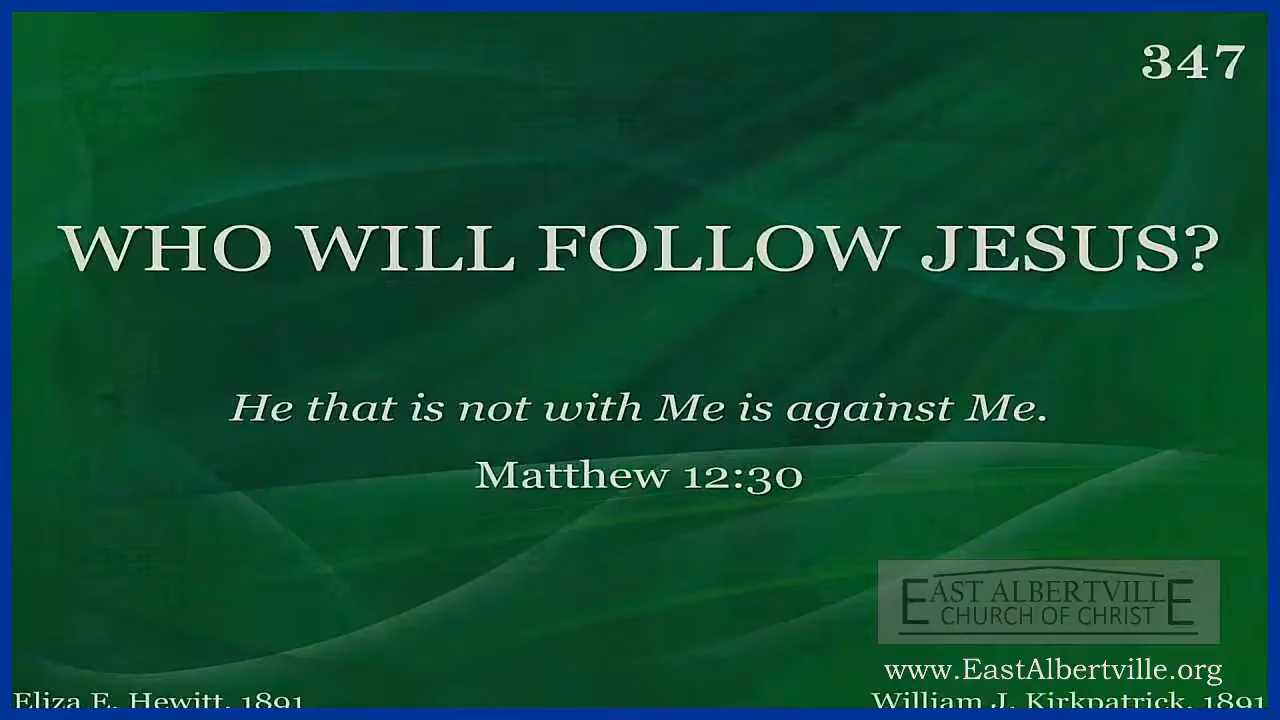 347
WHO WILL FOLLOW JESUS?
He that is not with Me is against Me.
Matthew 12:30
EAST ALBERTVILLE
CHURCH OF CHRIST
www.EastAlbertville.org
Eliza E. Hewitt, 1891
William J. Kirkpatrick, 1891